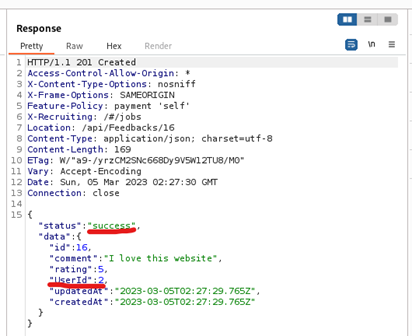 Response
Pretty Raw Hex Render \n
1 HTTP/1.1 201 Created
2 Access-Control-Allow-Origin: *
3 X-Content-Type-Options: nosniff
4 X-Frame-Options: SAMEORIGIN
5 Feature-Policy: payment 'self'
6 X-Recruiting: /#/jobs
7 Location: /api/Feedbacks/16
8 Content-Type: application/json; charset=utf-8
9 Content-Length: 169
10 ETag: W/"a9-/yrzCM2SNc668Dy9V5W12TU8/M0"
11 Vary: Accept-Encoding
12 Date: Sun, 05 Mar 2023 02:27:30 GMT
13 Connection: close
14
15 {
"status":"success",
"data":{
"id":16,
"comment":"I love this website",
"rating":5,
"UserId":2,
"updatedAt":"2023-03-05T02:27:29.765Z",
"createdAt":"2023-03-05T02:27:29.765Z"
}
}